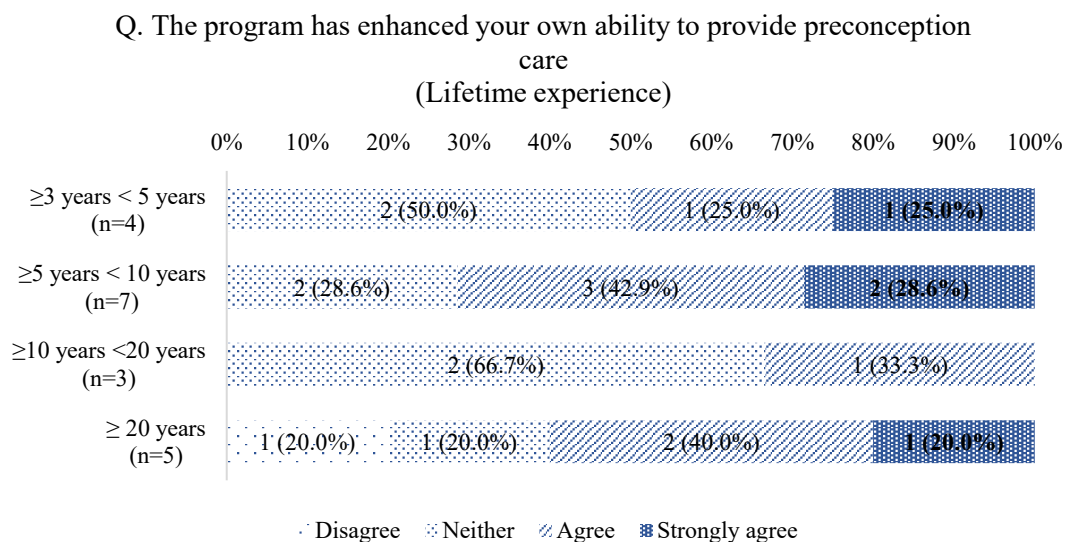 Q. The program has enhanced your own ability to provide preconception
care
(Lifetime experience)
0% 10% 20% 30% 40% 50% 60% 70% 80% 90% 100%
≥3 years < 5 years
(n=4)
2 (50.0%) 1 (25.0%) 1 (25.0%)
≥5 years < 10 years
(n=7)
2 (28.6%) 3 (42.9%) 2 (28.6%)
≥10 years <20 years
(n=3)
2 (66.7%) 1 (33.3%)
≥ 20 years
(n=5)
1 (20.0%) 1 (20.0%) 2 (40.0%) 1 (20.0%)
Disagree Neither Agree Strongly agree